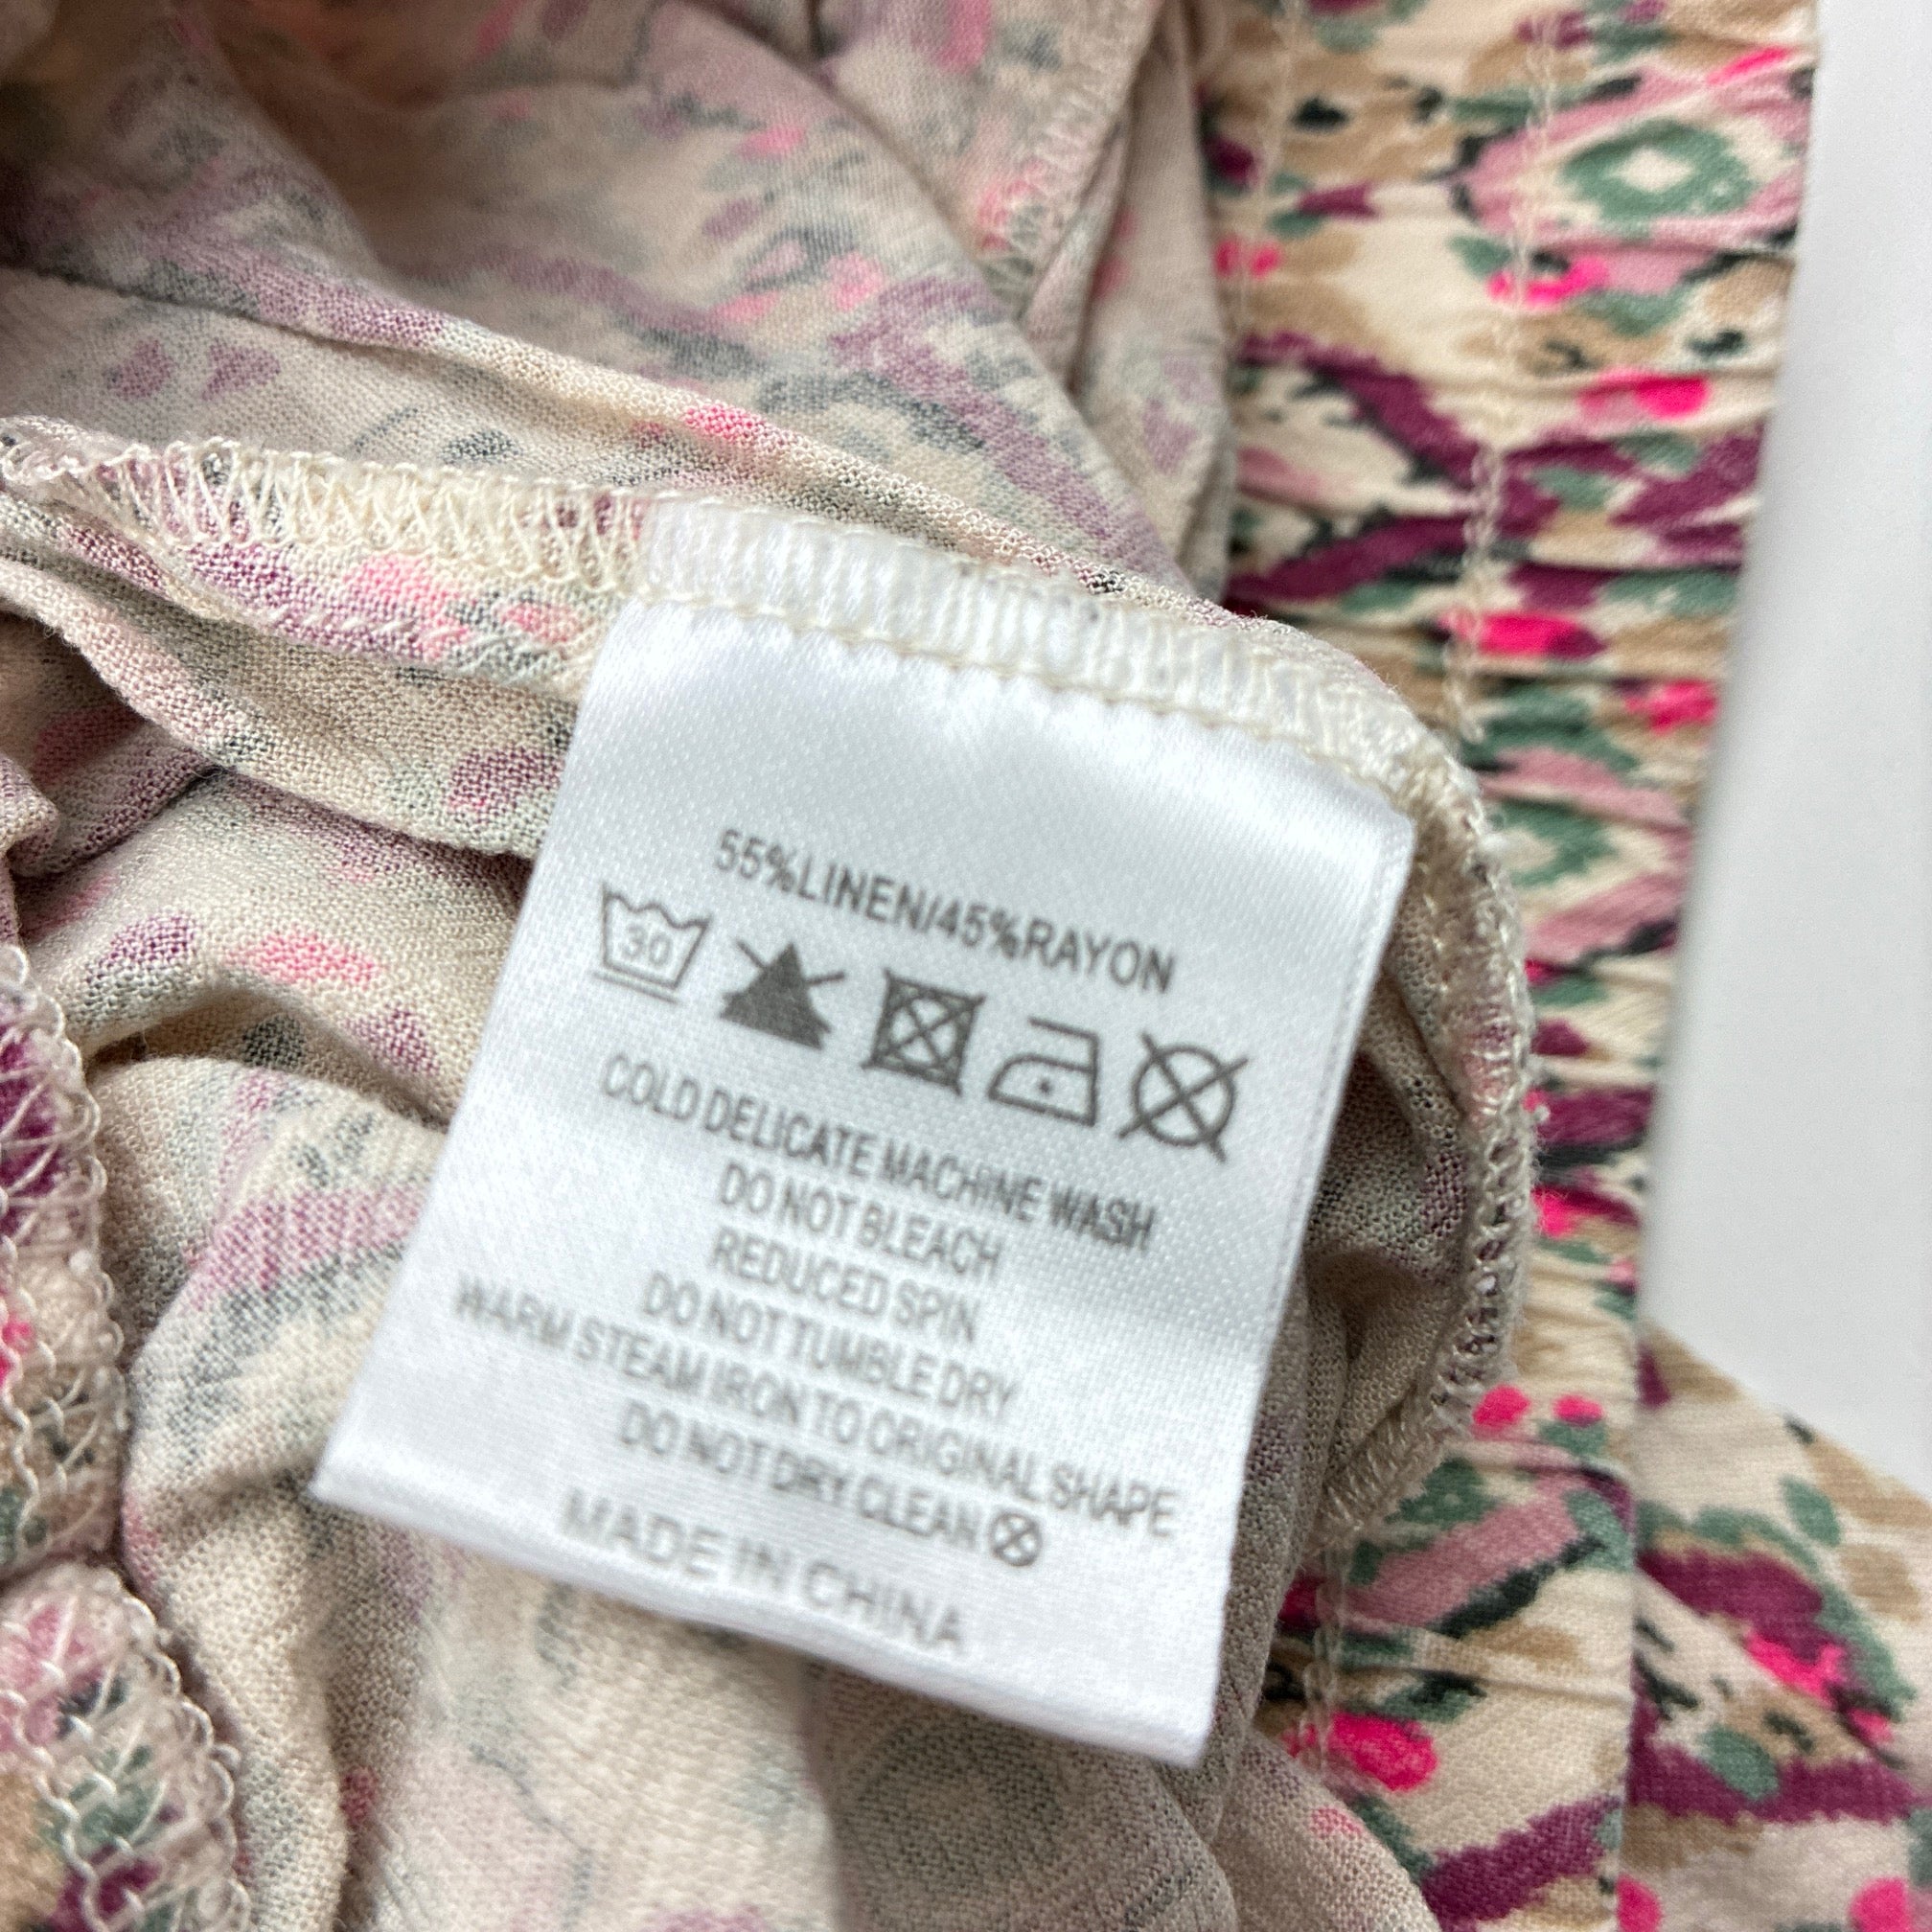 55%LINEN/45%RAYON
30
COLD DELICATE MACHINE WASH
DO NOT BLEACH
REDUCED SPIN
DO NOT TUMBLE DRY
WARM STEAM IRON TO ORIGINAL SHAPE
DO NOT DRY CLEAN
MADE IN CHINA